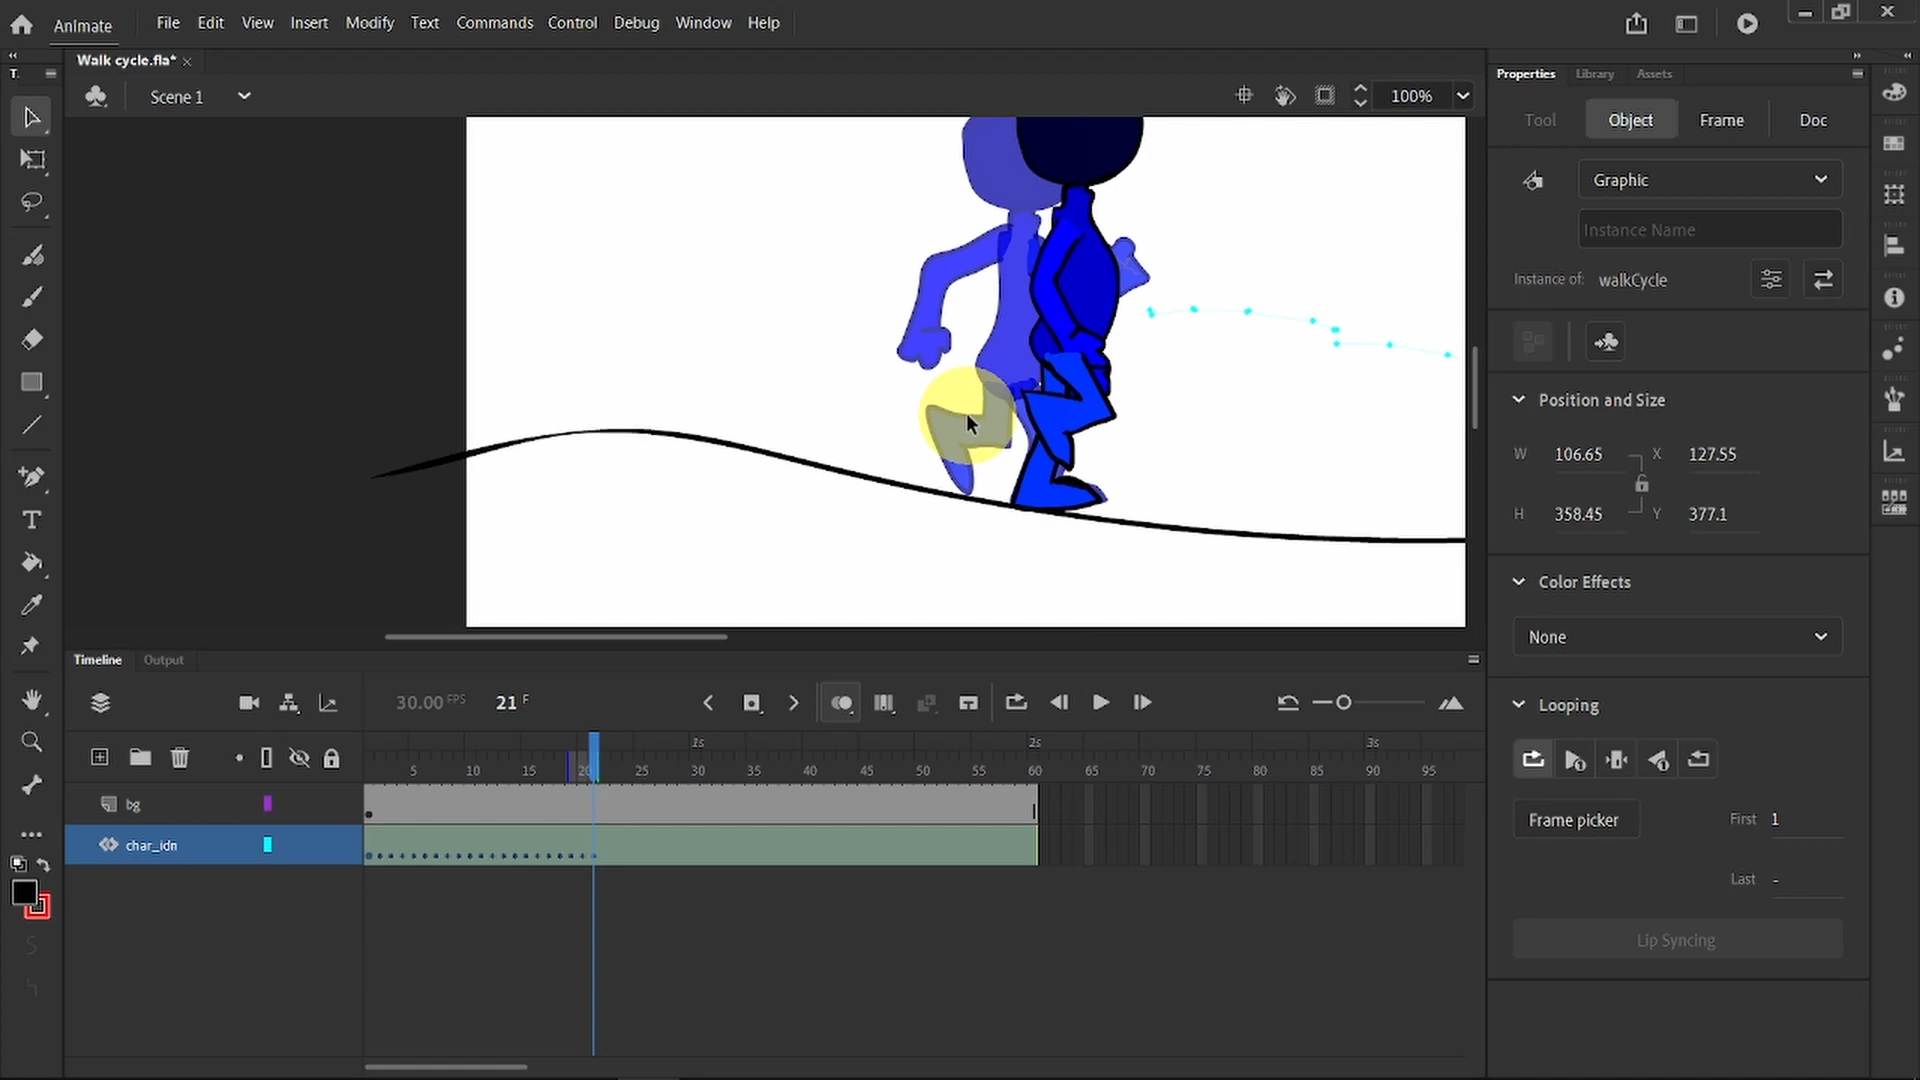 Animate
File Edit View Insert Modify Text Commands Control Debug Window Help
Walk cycle.fla*
T.
Scene 1
100%
Properties Library Assets
Tool Object Frame Doc
Graphic
Instance Name
Instance of: walkCycle
Position and Size
W 106.65 X 127.55
H 358.45 Y 377.1
Color Effects
None
Looping
Frame picker First 1
Last -
Lip Syncing
Timeline Output
30.00 FPS 21 F
1s 2s 3s
5 10 15 20 25 30 35 40 45 50 55 60 65 70 75 80 85 90 95
bg
char_idn